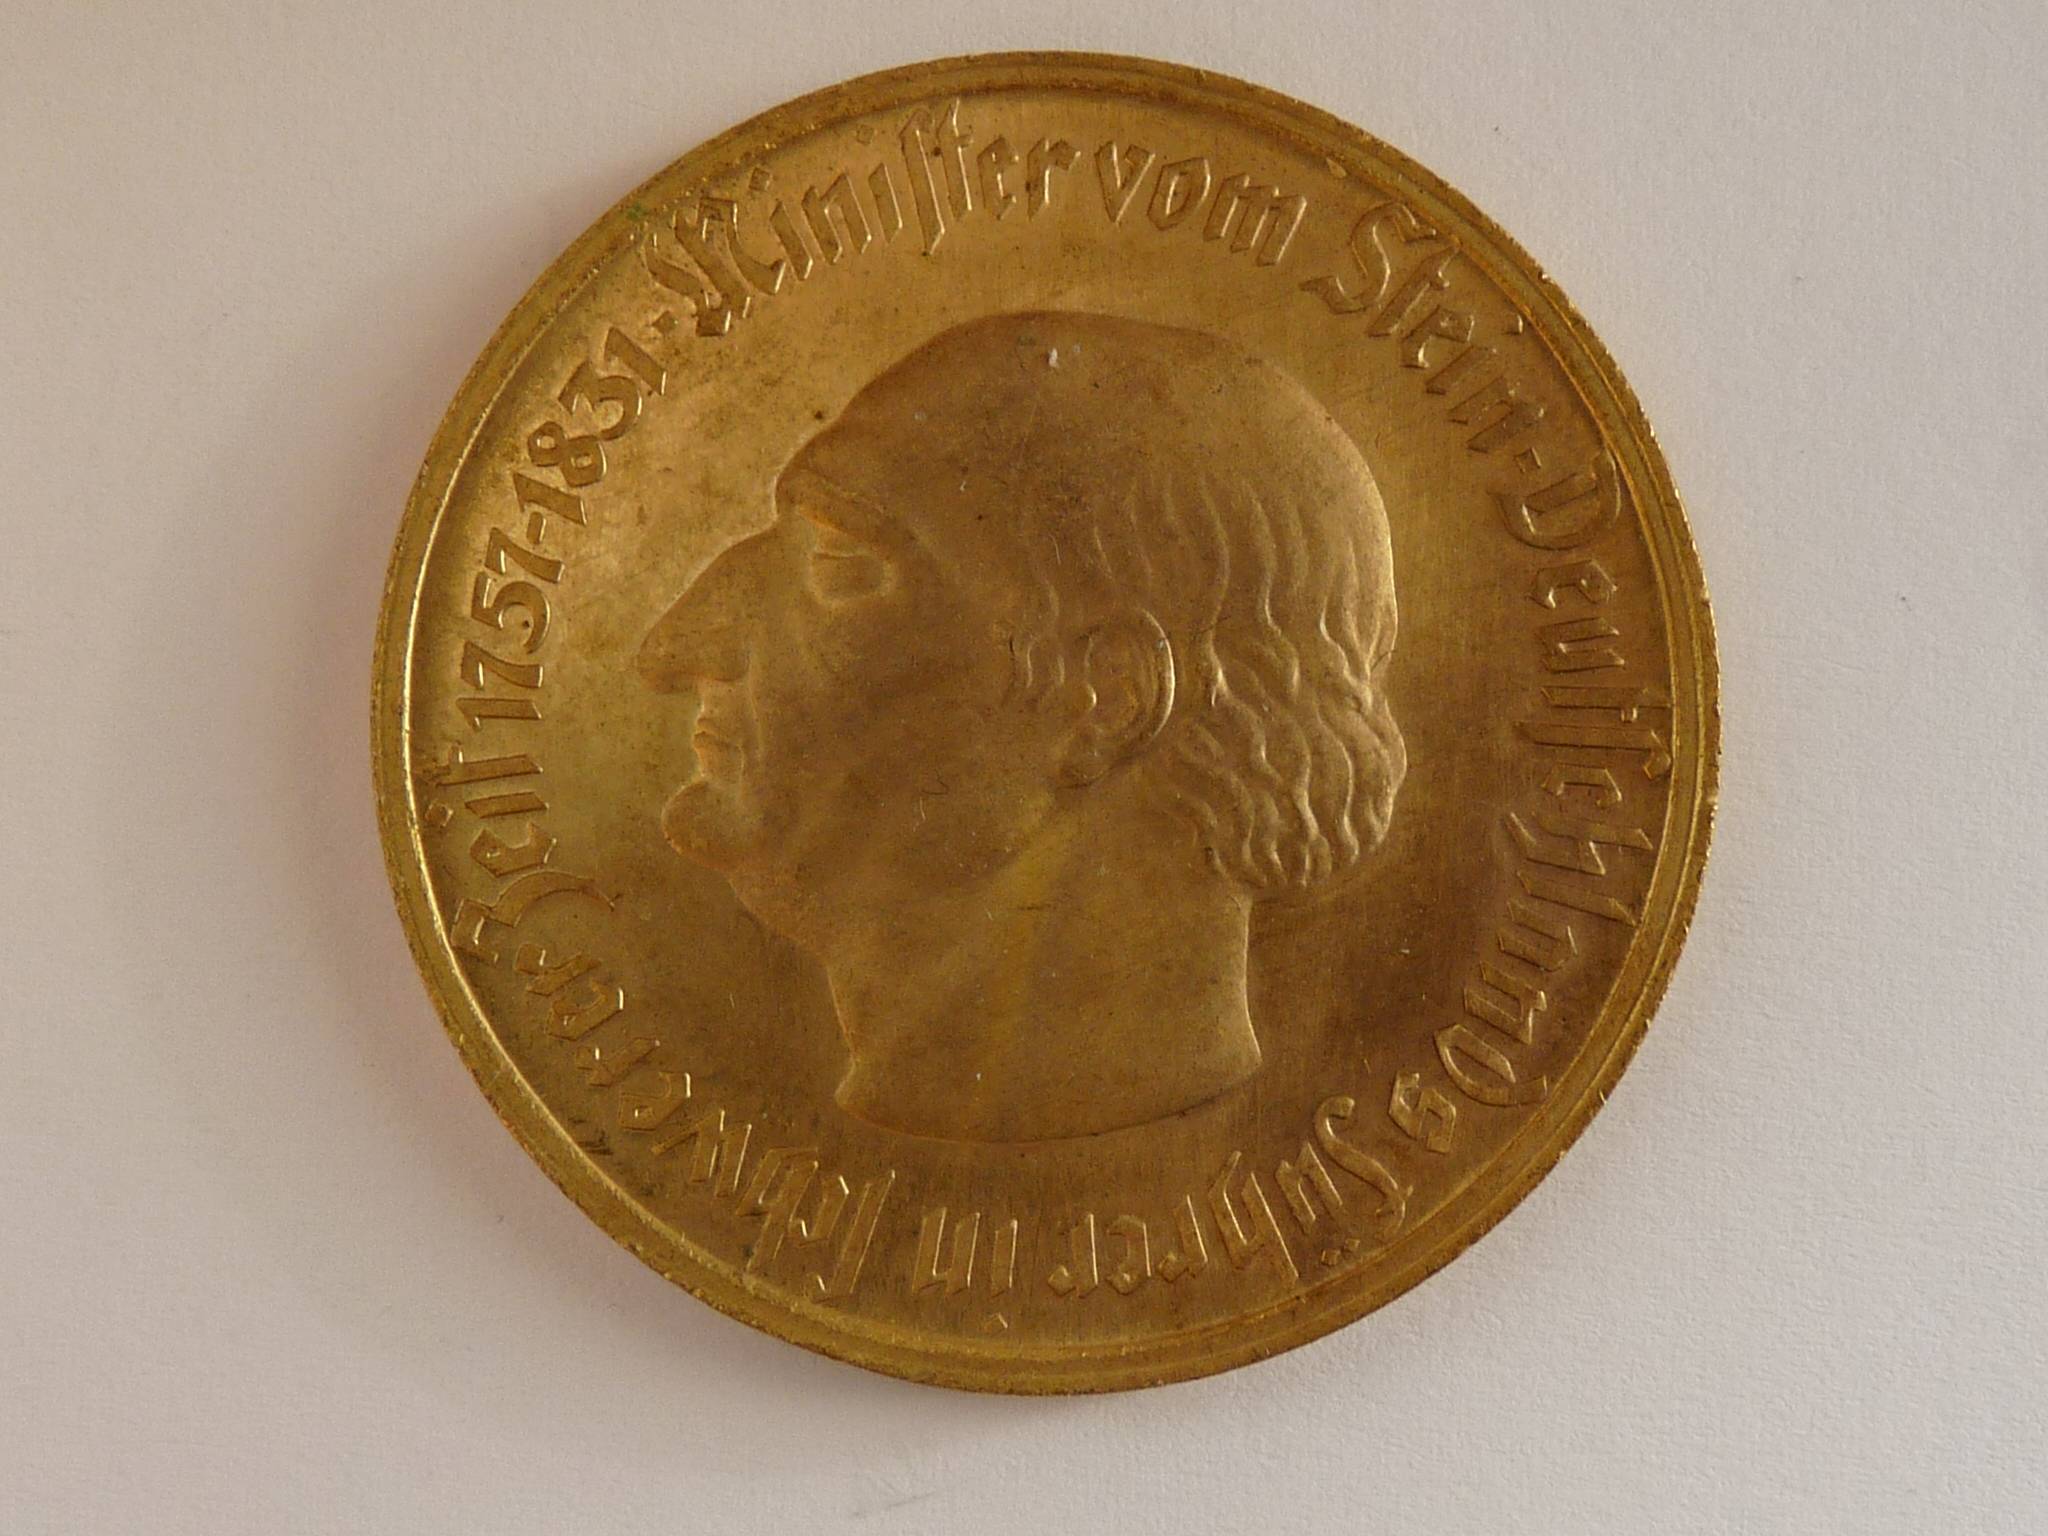 Minister vom Stein · Deutschlands Führer in schwerer Zeit 1757-1831 ·